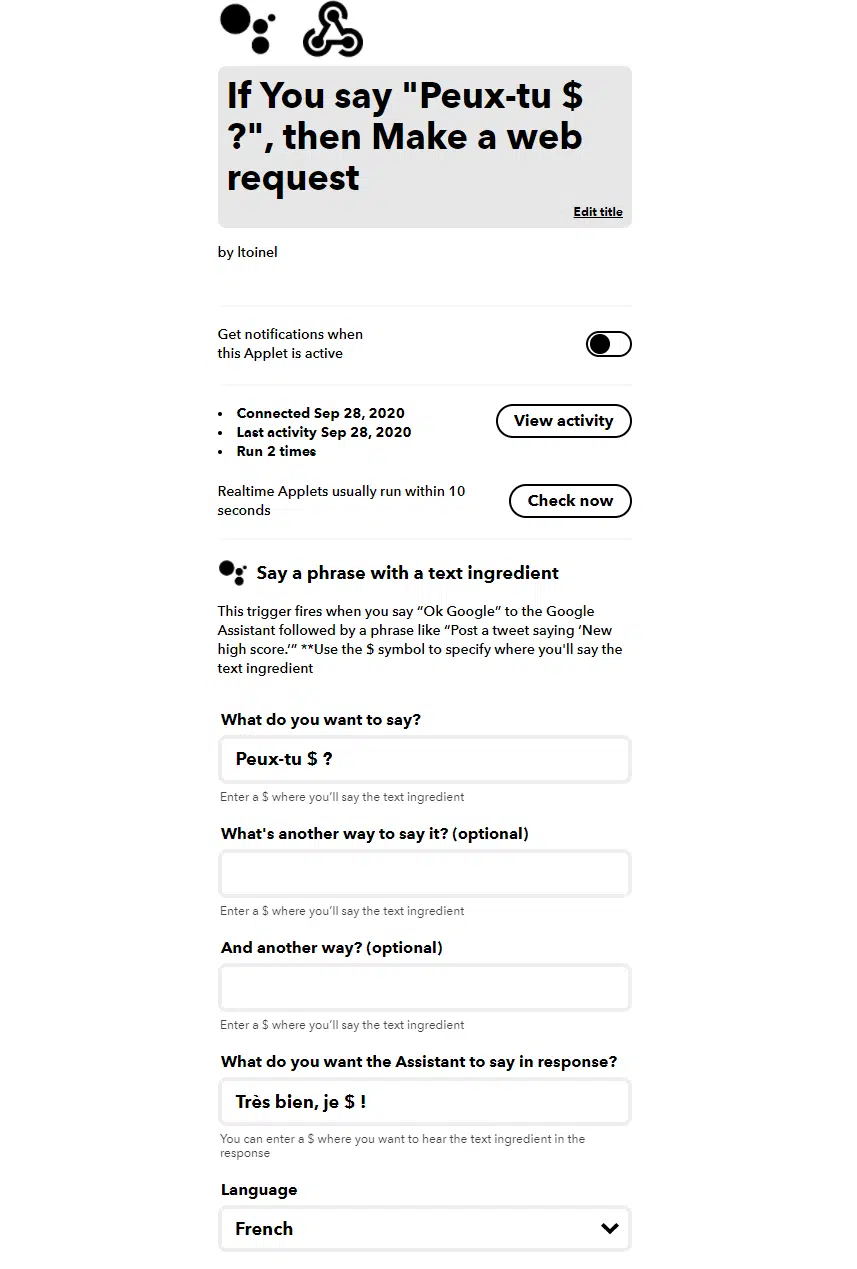 If You say "Peux-tu $
?", then Make a web
request
Edit title
by ltoinel
Get notifications when
this Applet is active
• Connected Sep 28, 2020
• Last activity Sep 28, 2020
• Run 2 times
View activity
Realtime Applets usually run within 10
seconds
Check now
Say a phrase with a text ingredient
This trigger fires when you say “Ok Google” to the Google
Assistant followed by a phrase like “Post a tweet saying ‘New
high score.’” **Use the $ symbol to specify where you'll say the
text ingredient
What do you want to say?
Peux-tu $ ?
Enter a $ where you’ll say the text ingredient
What's another way to say it? (optional)
Enter a $ where you’ll say the text ingredient
And another way? (optional)
Enter a $ where you’ll say the text ingredient
What do you want the Assistant to say in response?
Très bien, je $ !
You can enter a $ where you want to hear the text ingredient in the
response
Language
French